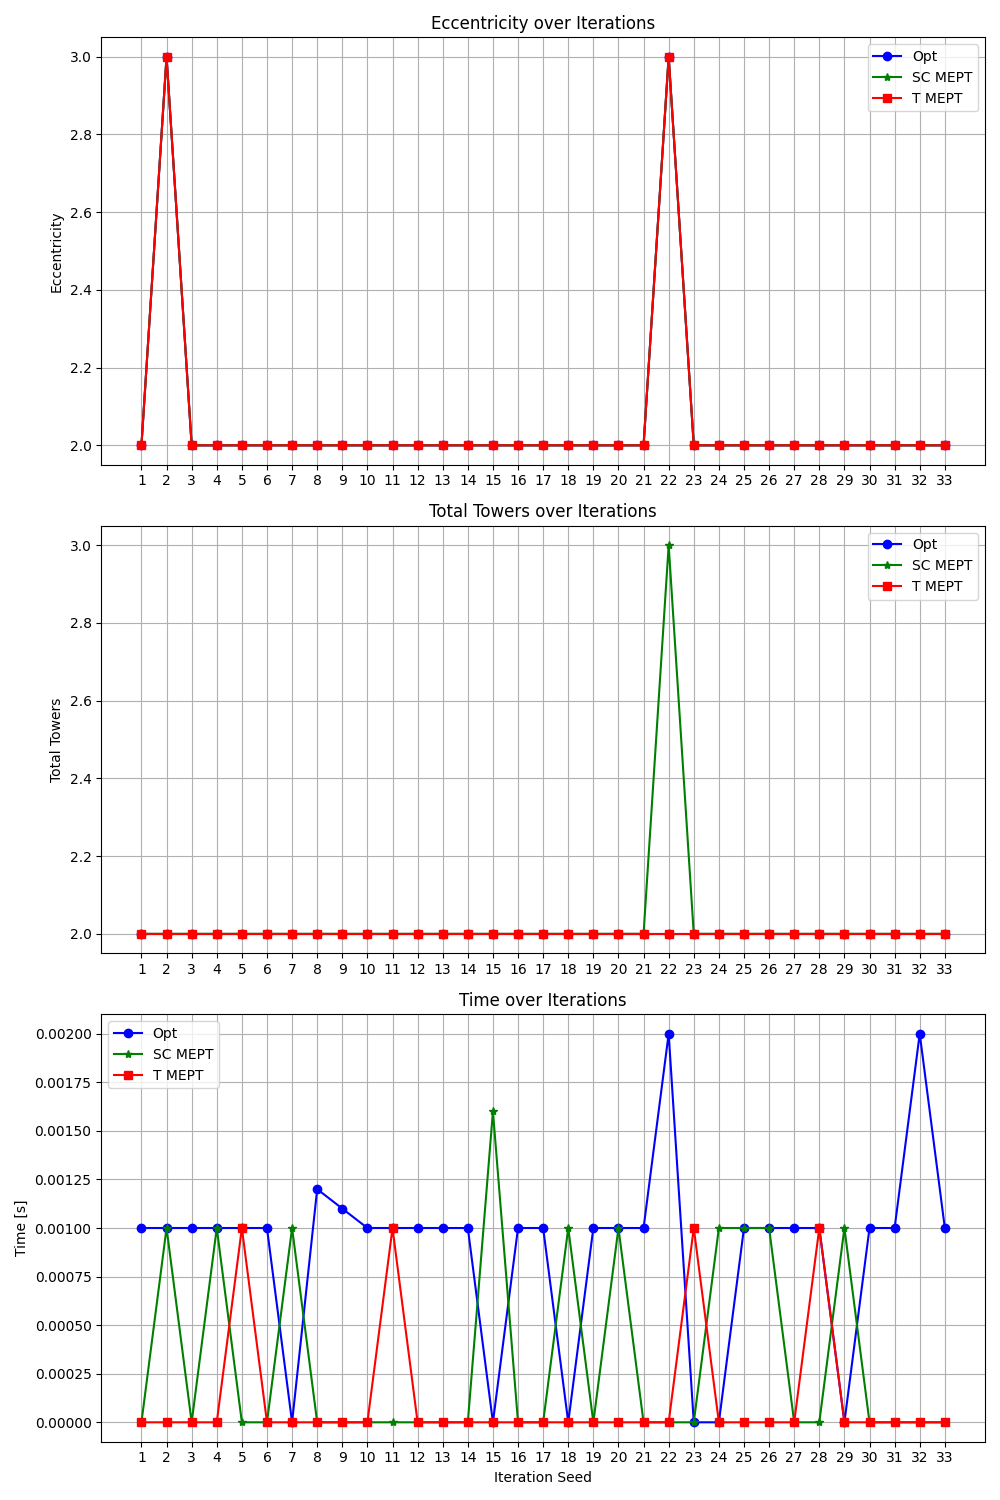 Eccentricity over Iterations
3.0
2.8
2.6
2.4
2.2
2.0
Eccentricity
Opt
SC MEPT
T MEPT
1 2 3 4 5 6 7 8 9 10 11 12 13 14 15 16 17 18 19 20 21 22 23 24 25 26 27 28 29 30 31 32 33
Total Towers over Iterations
3.0
2.8
2.6
2.4
2.2
2.0
Total Towers
Opt
SC MEPT
T MEPT
1 2 3 4 5 6 7 8 9 10 11 12 13 14 15 16 17 18 19 20 21 22 23 24 25 26 27 28 29 30 31 32 33
Time over Iterations
0.00200
0.00175
0.00150
0.00125
0.00100
0.00075
0.00050
0.00025
0.00000
Time [s]
Opt
SC MEPT
T MEPT
1 2 3 4 5 6 7 8 9 10 11 12 13 14 15 16 17 18 19 20 21 22 23 24 25 26 27 28 29 30 31 32 33
Iteration Seed